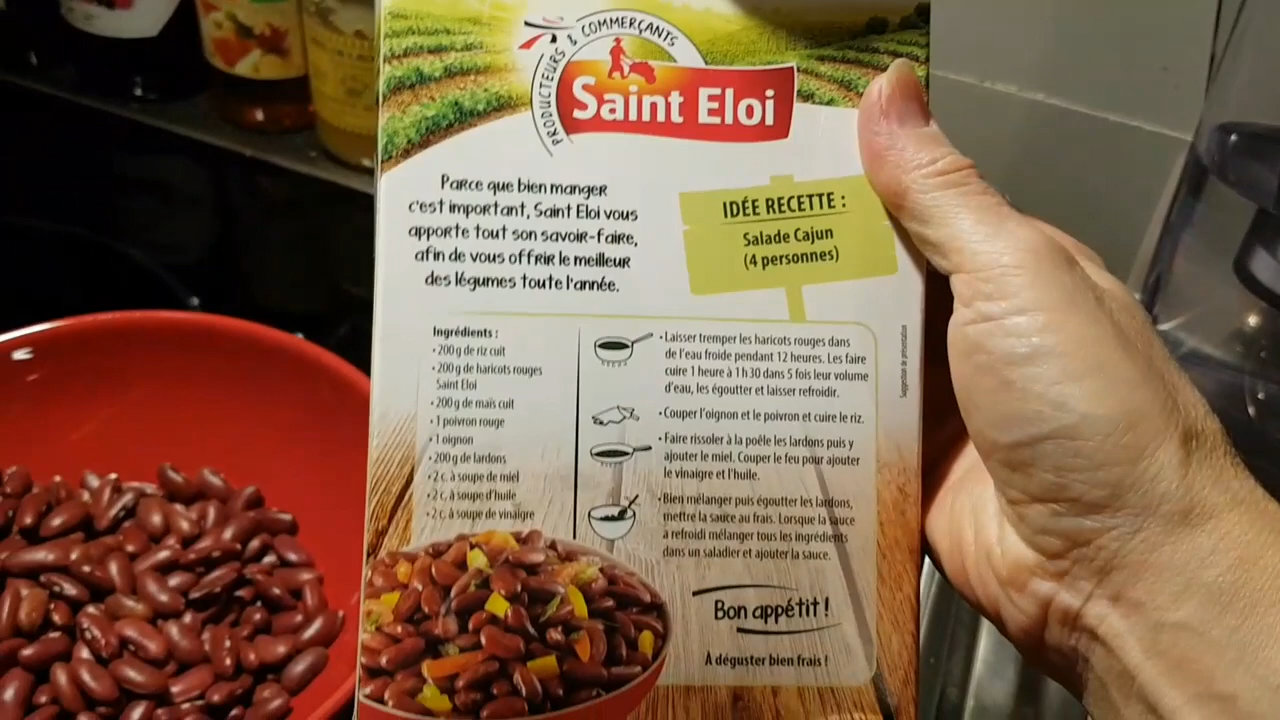 PRODUCTEURS & COMMERÇANTS
Saint Eloi
Parce que bien manger
c'est important, Saint Eloi vous
apporte tout son savoir-faire,
afin de vous offrir le meilleur
des légumes toute l'année.
IDÉE RECETTE :
Salade Cajun
(4 personnes)
Ingrédients :
• 200 g de riz cuit
• 200 g de haricots rouges
Saint Eloi
• 200 g de maïs cuit
• 1 poivron rouge
• 1 oignon
• 200 g de lardons
• 2 c. à soupe de miel
• 2 c. à soupe d'huile
• 2 c. à soupe de vinaigre
• Laisser tremper les haricots rouges dans
de l'eau froide pendant 12 heures. Les faire
cuire 1 heure à 1 h 30 dans 5 fois leur volume
d'eau, les égoutter et laisser refroidir.
• Couper l'oignon et le poivron et cuire le riz.
• Faire rissoler à la poêle les lardons puis y
ajouter le miel. Couper le feu pour ajouter
le vinaigre et l'huile.
• Bien mélanger puis égoutter les lardons,
mettre la sauce au frais. Lorsque la sauce
a refroidi mélanger tous les ingrédients
dans un saladier et ajouter la sauce.
Bon appétit !
À déguster bien frais !
Suggestion de présentation